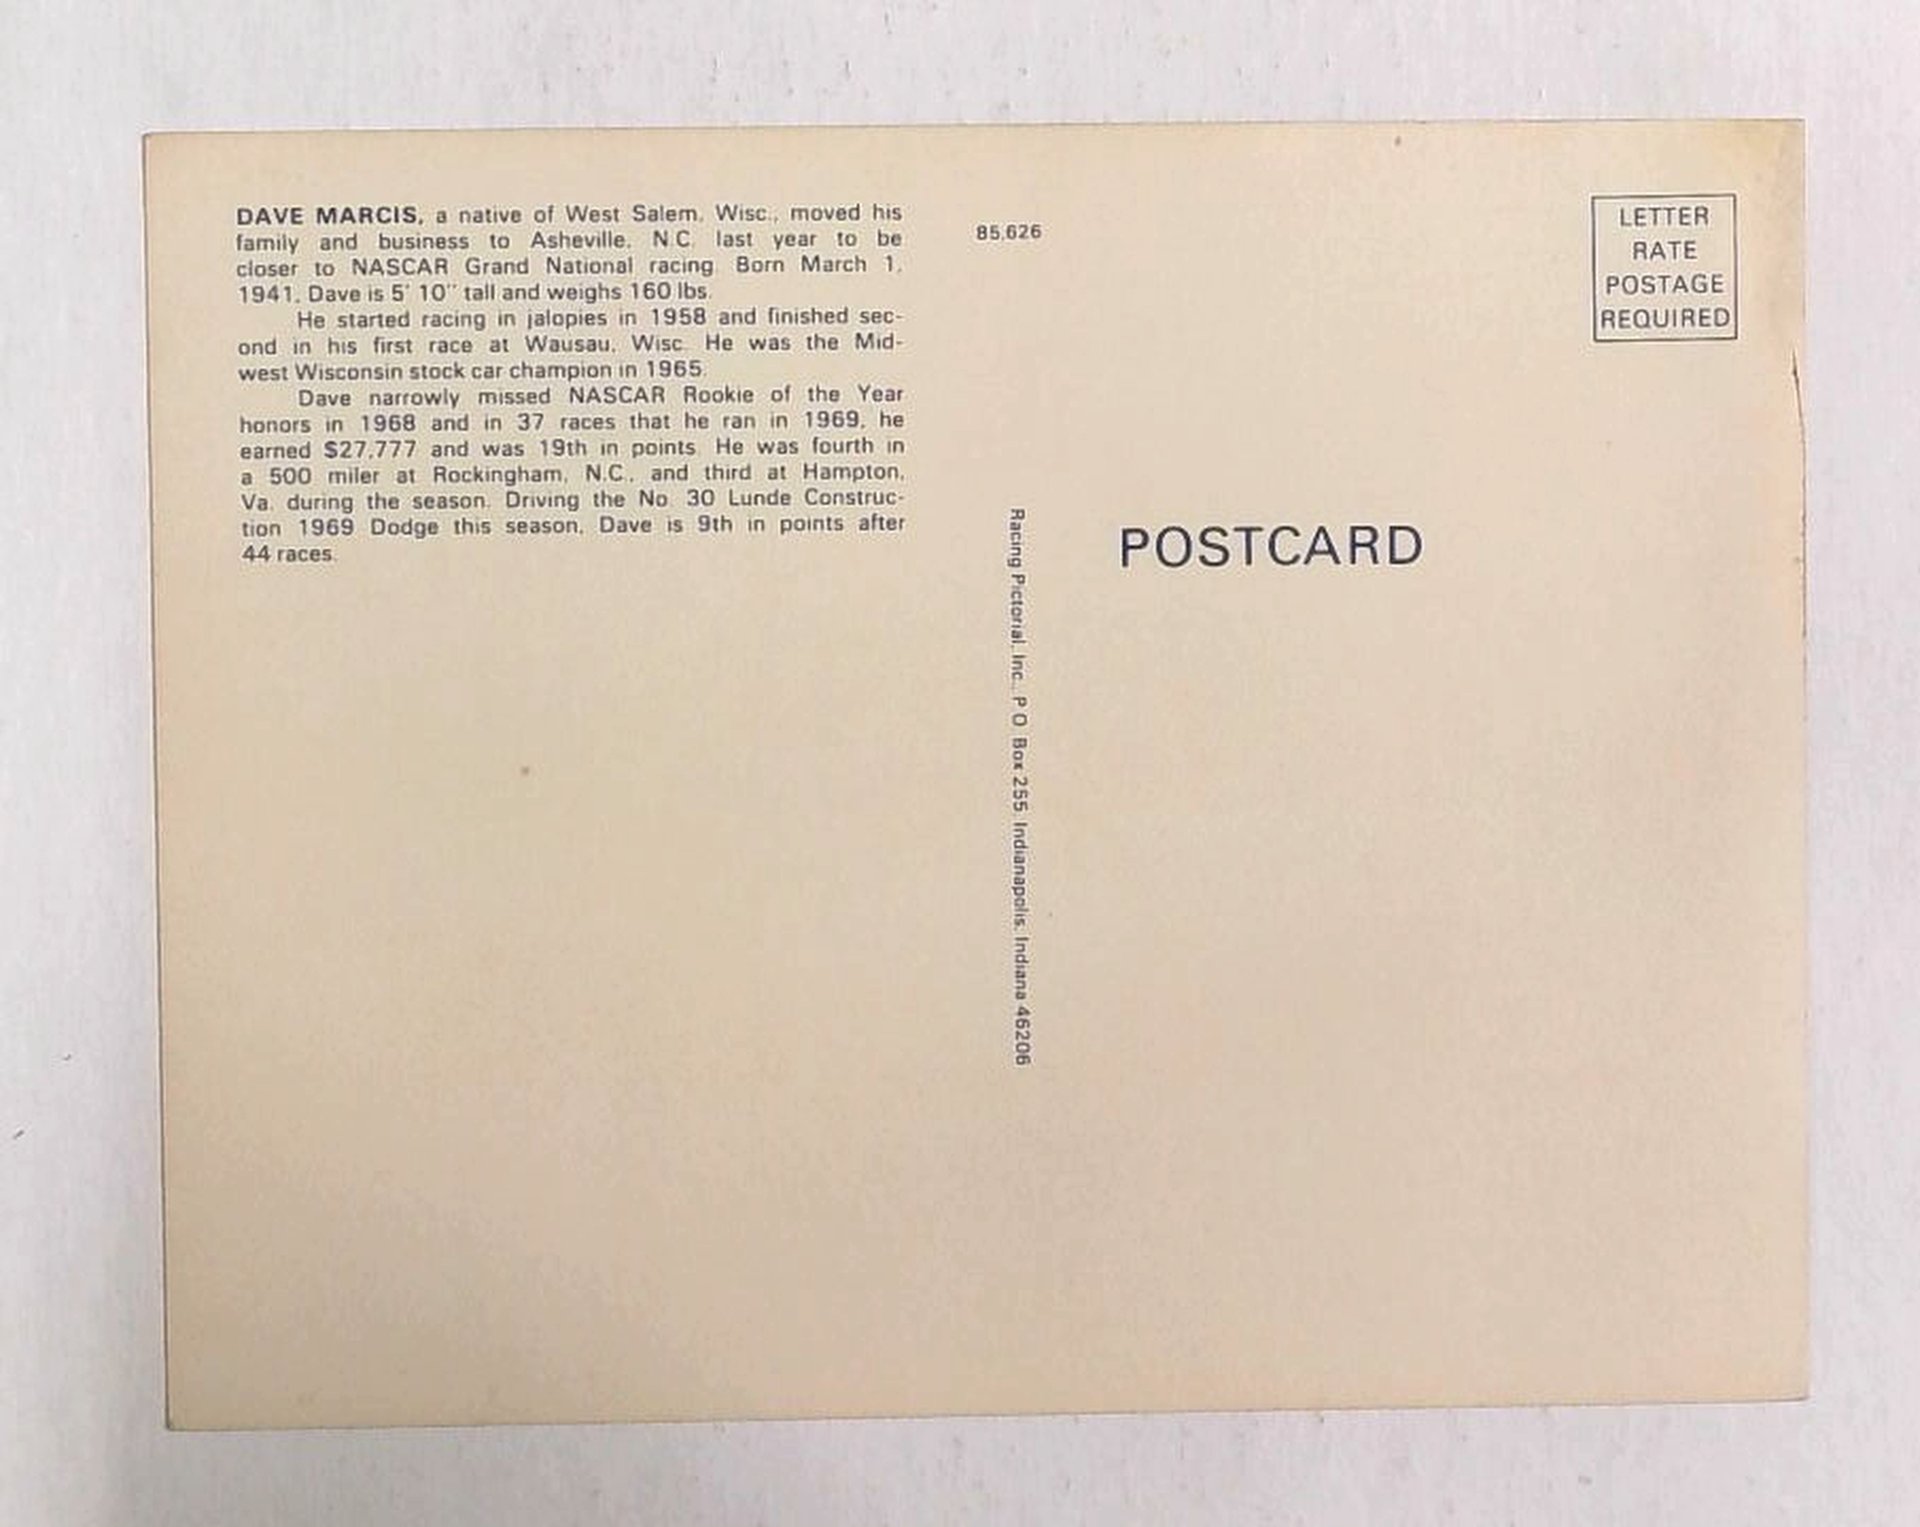 DAVE MARCIS, a native of West Salem, Wisc., moved his
family and business to Asheville, N.C. last year to be
closer to NASCAR Grand National racing. Born March 1,
1941, Dave is 5' 10" tall and weighs 160 lbs.
He started racing in jalopies in 1958 and finished sec-
ond in his first race at Wausau, Wisc. He was the Mid-
west Wisconsin stock car champion in 1965.
Dave narrowly missed NASCAR Rookie of the Year
honors in 1968 and in 37 races that he ran in 1969, he
earned $27,777 and was 19th in points. He was fourth in
a 500 miler at Rockingham, N.C., and third at Hampton,
Va. during the season. Driving the No. 30 Lunde Construc-
tion 1969 Dodge this season, Dave is 9th in points after
44 races.
85,626
Racing Pictorial, Inc., P.O. Box 255, Indianapolis, Indiana 46206
LETTER
RATE
POSTAGE
REQUIRED
POSTCARD